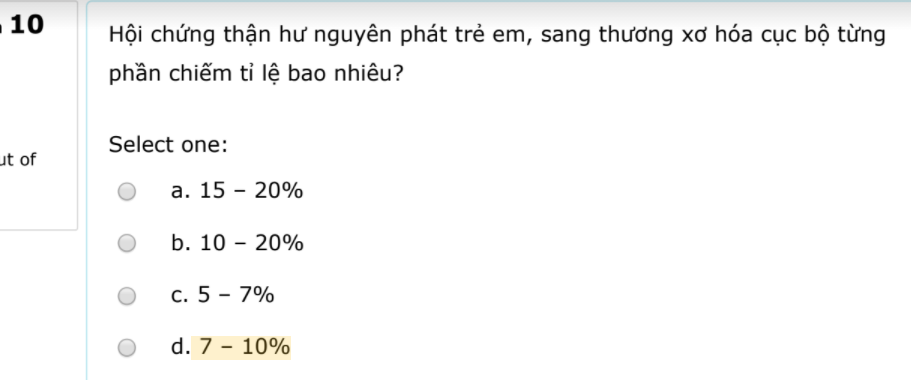 10
Hội chứng thận hư nguyên phát trẻ em, sang thương xơ hóa cục bộ từng
phần chiếm tỉ lệ bao nhiêu?
ut of
Select one:
a. 15 – 20%
b. 10 – 20%
c. 5 – 7%
d. 7 – 10%